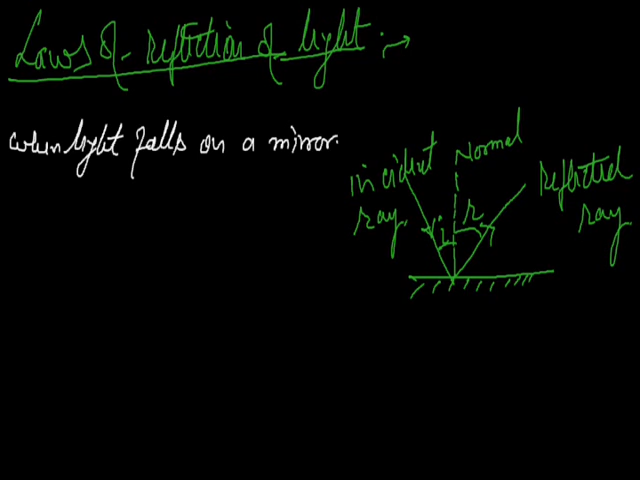 Laws of reflection of light :→
when light falls on a mirror.
incident ray
Normal
reflected ray
i
r